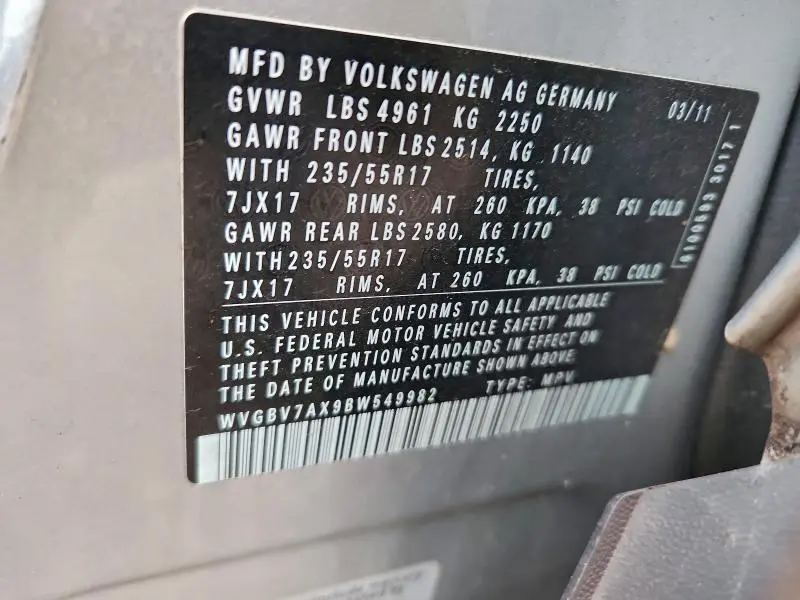 MFD BY VOLKSWAGEN AG GERMANY 03/11
GVWR LBS 4961 KG 2250
GAWR FRONT LBS 2514, KG 1140
WITH 235/55R17 TIRES,
7JX17 RIMS, AT 260 KPA, 38 PSI COLD
GAWR REAR LBS 2580, KG 1170
WITH 235/55R17 TIRES,
7JX17 RIMS, AT 260 KPA, 38 PSI COLD
THIS VEHICLE CONFORMS TO ALL APPLICABLE
U.S. FEDERAL MOTOR VEHICLE SAFETY AND
THEFT PREVENTION STANDARDS IN EFFECT ON
THE DATE OF MANUFACTURE SHOWN ABOVE
WVGBV7AX9BW549982 TYPE: MPV
3017 1